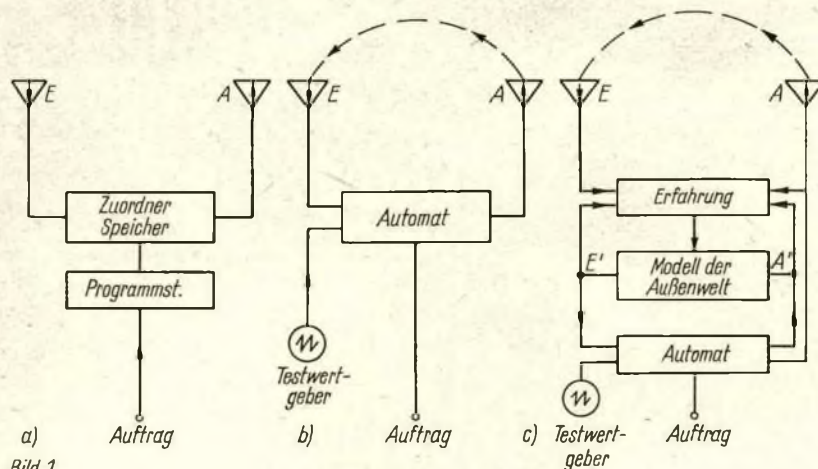 E
A
Zuordner
Speicher
Programmst.
a)
Auftrag
E
A
Automat
Testwert-
geber
b)
Auftrag
E
A
Erfahrung
E'
Modell der
Außenwelt
A"
Automat
c)
Testwert-
geber
Auftrag
Bild 1